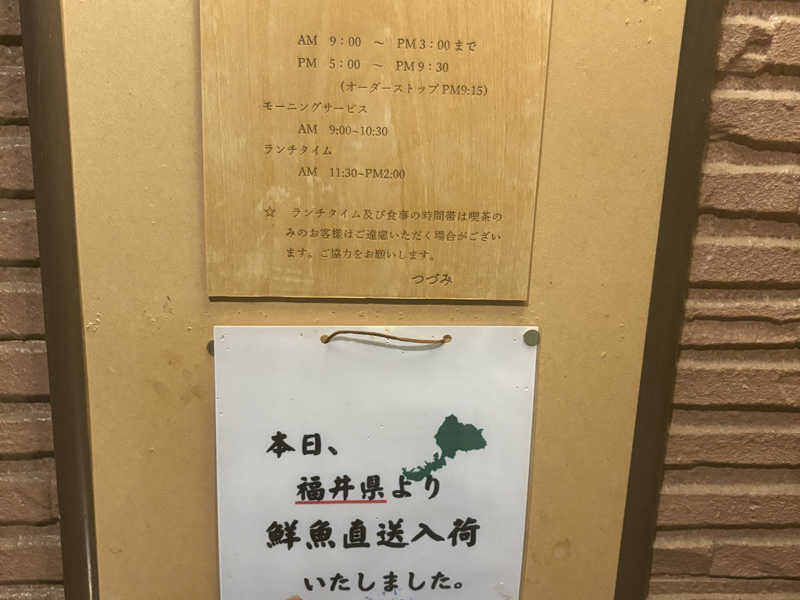 AM 9：00 ～ PM 3：00 まで
PM 5：00 ～ PM 9：30
（オーダーストップ PM9:15）
モーニングサービス
AM 9:00~10:30
ランチタイム
AM 11:30~PM2:00
☆ ランチタイム及び食事の時間帯は喫茶の
みのお客様はご遠慮いただく場合がござい
ます。ご協力をお願いします。
つづみ
本日、
福井県より
鮮魚直送入荷
いたしました。